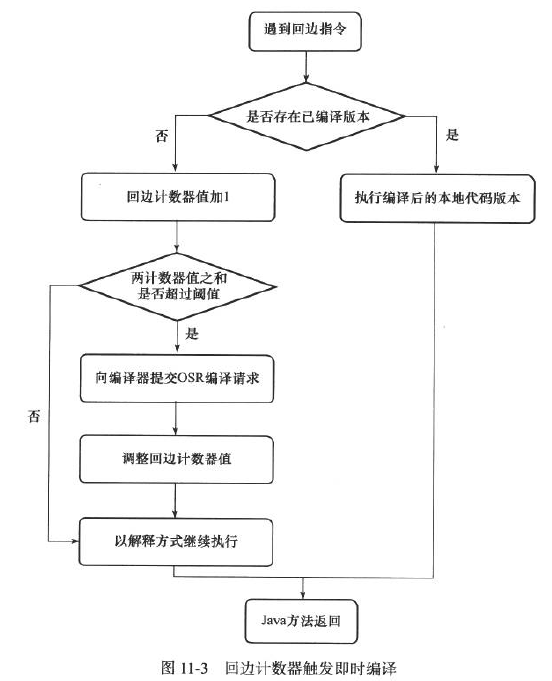 遇到回边指令
是否存在已编译版本
否
是
回边计数器值加1
执行编译后的本地代码版本
两计数器值之和
是否超过阈值
是
向编译器提交OSR编译请求
否
调整回边计数器值
以解释方式继续执行
Java方法返回
图 11-3 回边计数器触发即时编译